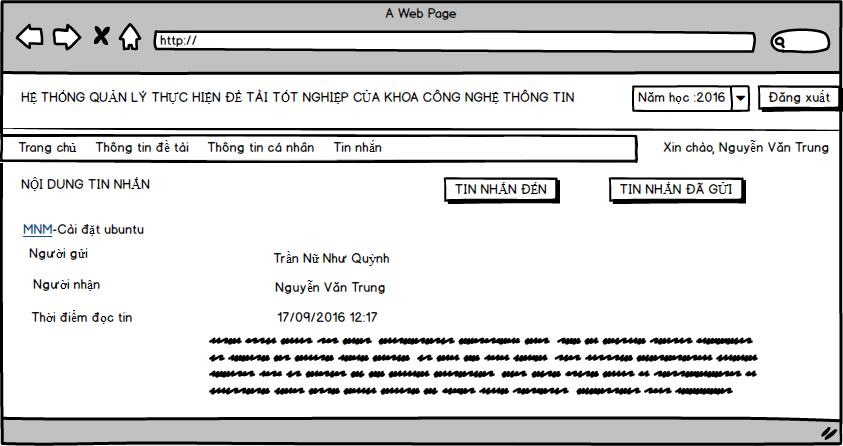 A Web Page
http://
HỆ THỐNG QUẢN LÝ THỰC HIỆN ĐỀ TÀI TỐT NGHIỆP CỦA KHOA CÔNG NGHỆ THÔNG TIN
Năm học :2016
Đăng xuất
Trang chủ Thông tin đề tài Thông tin cá nhân Tin nhắn
Xin chào, Nguyễn Văn Trung
NỘI DUNG TIN NHẮN
TIN NHẮN ĐẾN
TIN NHẮN ĐÃ GỬI
MNM-Cài đặt ubuntu
Người gửi Trần Nữ Như Quỳnh
Người nhận Nguyễn Văn Trung
Thời điểm đọc tin 17/09/2016 12:17